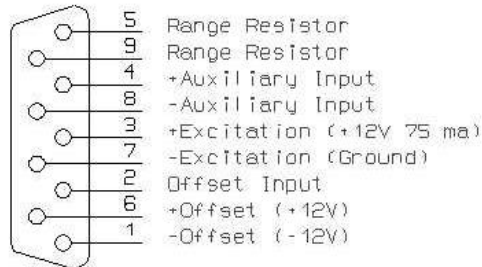 5 Range Resistor
9 Range Resistor
4 +Auxiliary Input
8 -Auxiliary Input
3 +Excitation (+12V 75 ma)
7 -Excitation (Ground)
2 Offset Input
6 +Offset (+12V)
1 -Offset (-12V)